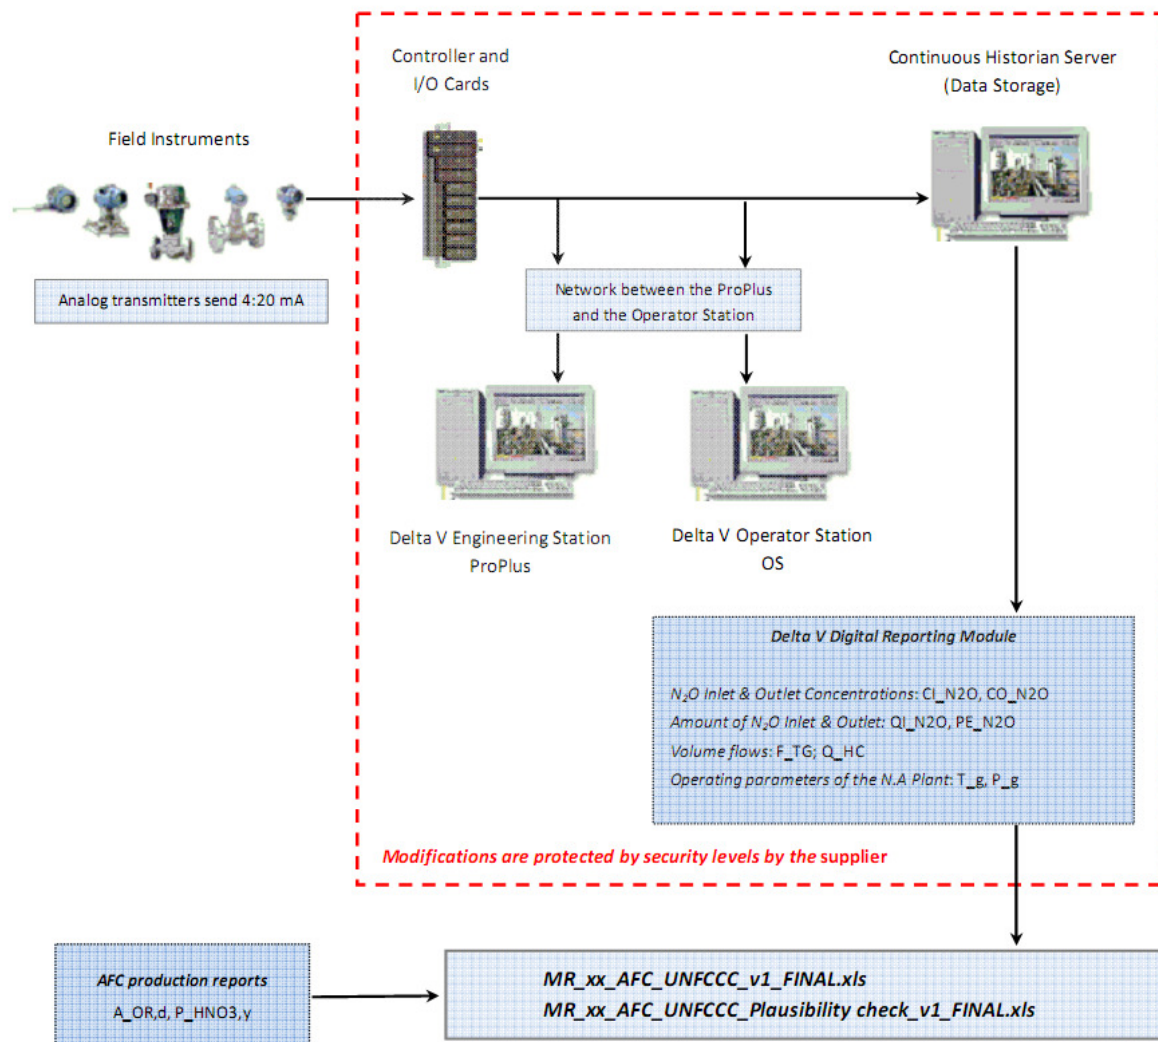 Controller and
I/O Cards
Continuous Historian Server
(Data Storage)
Field Instruments
Analog transmitters send 4:20 mA
Network between the ProPlus
and the Operator Station
Delta V Engineering Station
ProPlus
Delta V Operator Station
OS
Delta V Digital Reporting Module
N₂O Inlet & Outlet Concentrations: CI_N2O, CO_N2O
Amount of N₂O Inlet & Outlet: QI_N2O, PE_N2O
Volume flows: F_TG; Q_HC
Operating parameters of the N.A Plant: T_g, P_g
Modifications are protected by security levels by the supplier
AFC production reports
A_OR,d, P_HNO3,y
MR_xx_AFC_UNFCCC_v1_FINAL.xls
MR_xx_AFC_UNFCCC_Plausibility check_v1_FINAL.xls